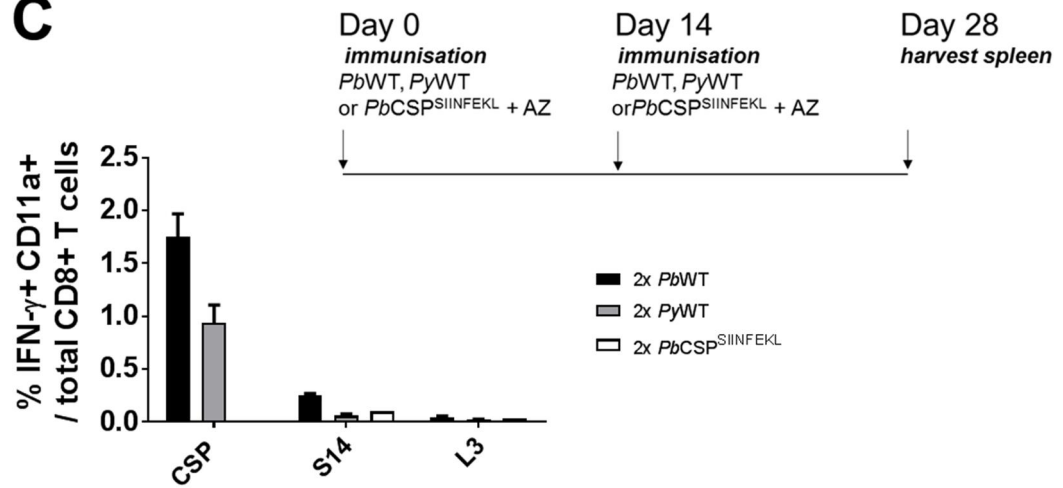 C
Day 0
immunisation
PbWT, PyWT
or PbCSPSIINFEKL + AZ
Day 14
immunisation
PbWT, PyWT
orPbCSPSIINFEKL + AZ
Day 28
harvest spleen
% IFN-γ+ CD11a+
/ total CD8+ T cells
2.5
2.0
1.5
1.0
0.5
0.0
CSP
S14
L3
2x PbWT
2x PyWT
2x PbCSPSIINFEKL